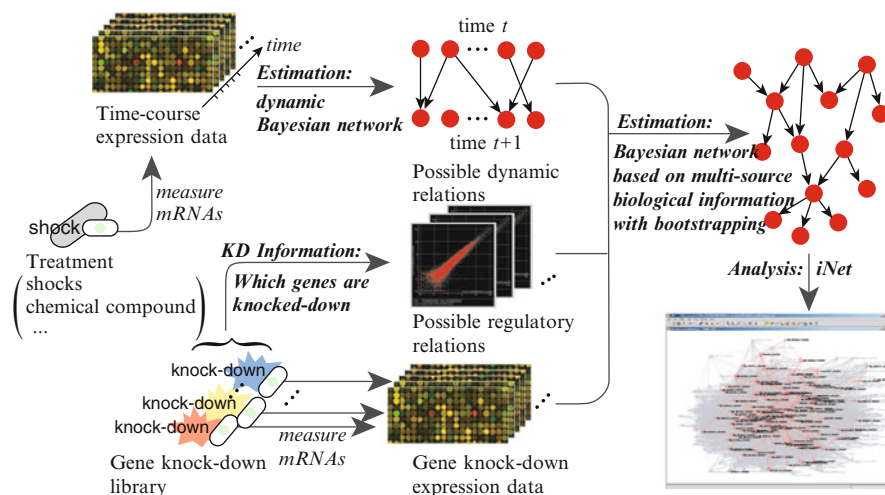 time
Time-course
expression data
Estimation:
dynamic
Bayesian network
time t
time t+1
Possible dynamic
relations
measure
mRNAs
shock
Treatment
shocks
chemical compound
...
KD Information:
Which genes are
knocked-down
Possible regulatory
relations
knock-down
knock-down
knock-down
Gene knock-down
library
measure
mRNAs
Gene knock-down
expression data
Estimation:
Bayesian network
based on multi-source
biological information
with bootstrapping
Analysis: iNet